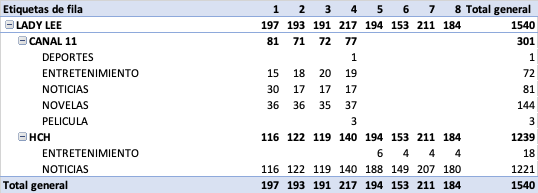 Etiquetas de fila 1 2 3 4 5 6 7 8 Total general
LADY LEE 197 193 191 217 194 153 211 184 1540
CANAL 11 81 71 72 77 301
DEPORTES 1 1
ENTRETENIMIENTO 15 18 20 19 72
NOTICIAS 30 17 17 17 81
NOVELAS 36 36 35 37 144
PELICULA 3 3
HCH 116 122 119 140 194 153 211 184 1239
ENTRETENIMIENTO 6 4 4 4 18
NOTICIAS 116 122 119 140 188 149 207 180 1221
Total general 197 193 191 217 194 153 211 184 1540